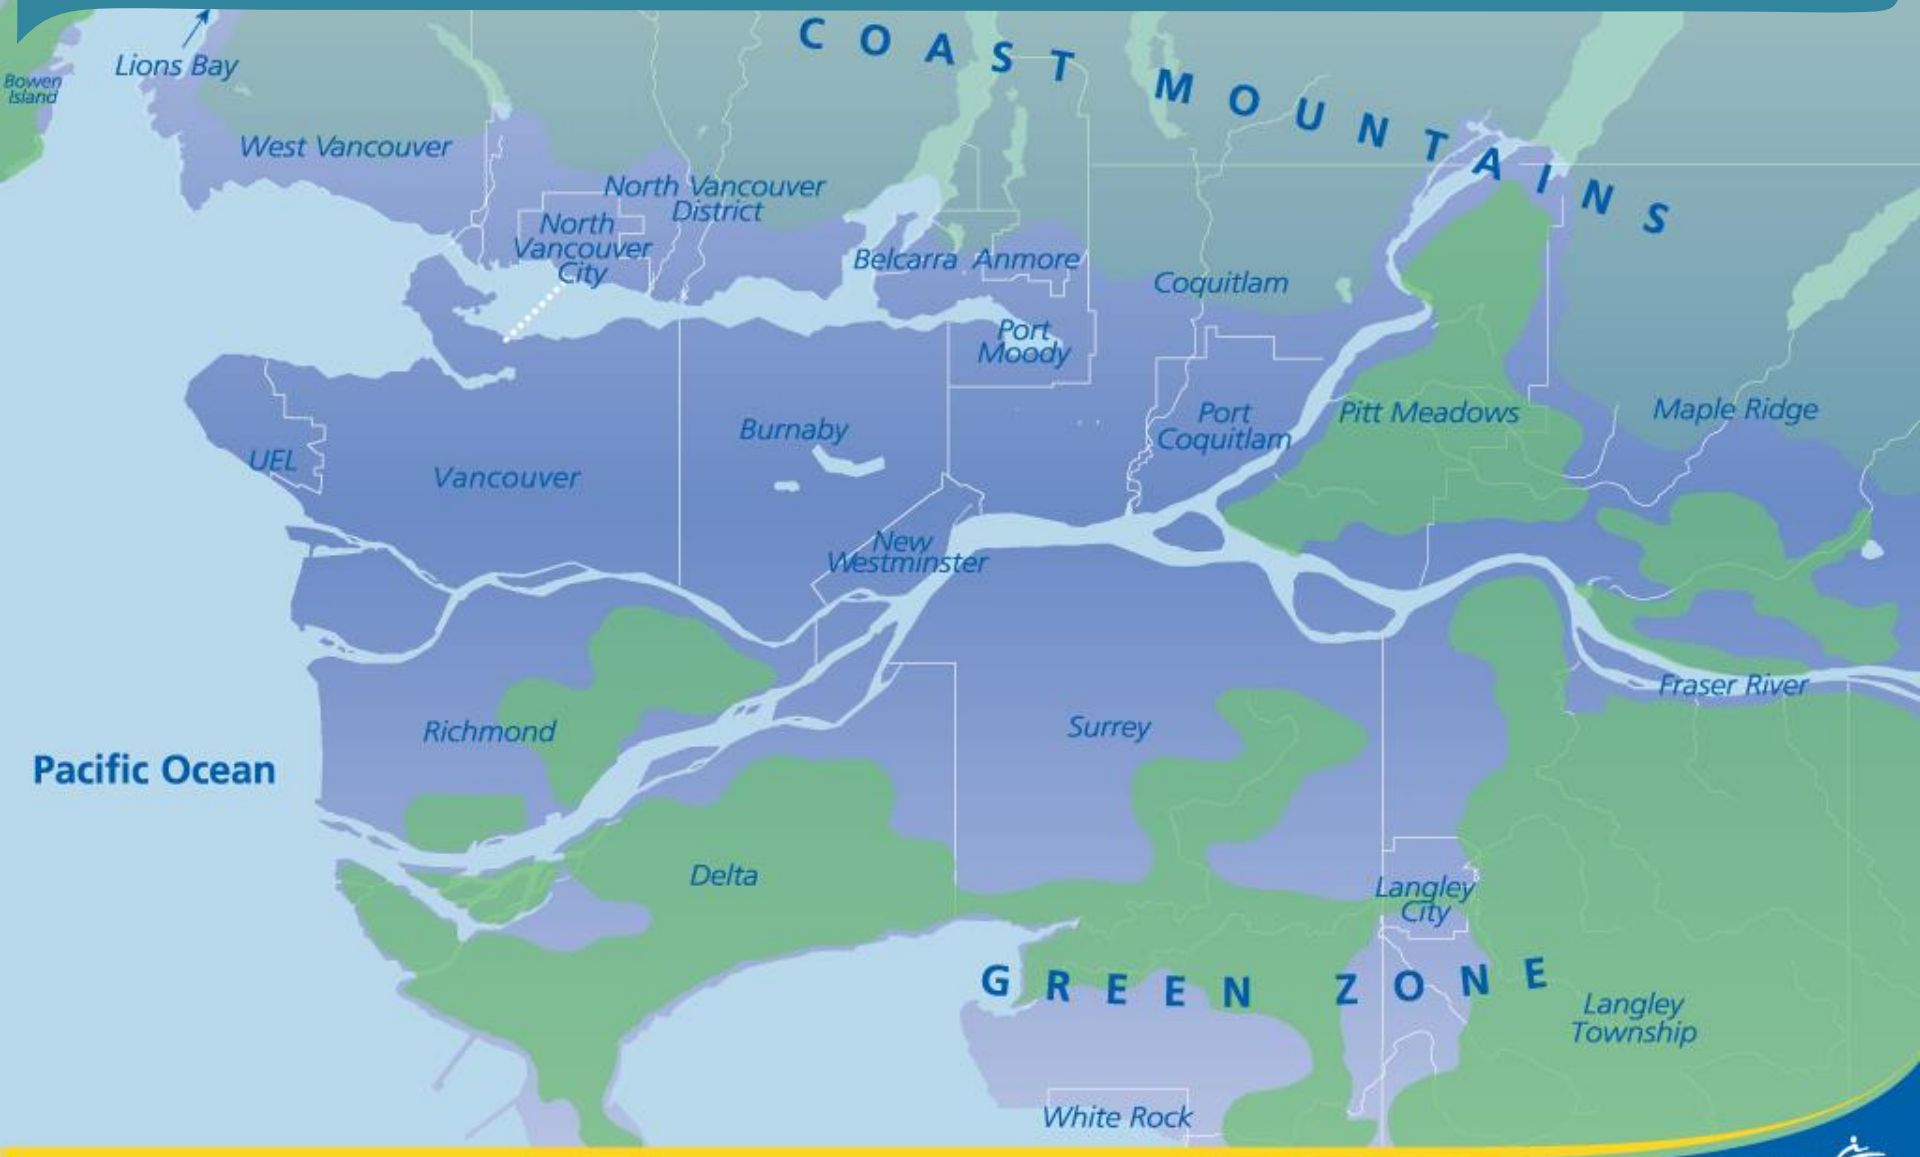 COAST MOUNTAINS
Lions Bay
Bowen
Island
West Vancouver
North Vancouver
District
North
Vancouver
City
Belcarra
Anmore
Coquitlam
Port
Moody
Port
Coquitlam
Pitt Meadows
Maple Ridge
Burnaby
UEL
Vancouver
New
Westminster
Fraser River
Richmond
Surrey
Pacific Ocean
Delta
Langley
City
GREEN ZONE
Langley
Township
White Rock